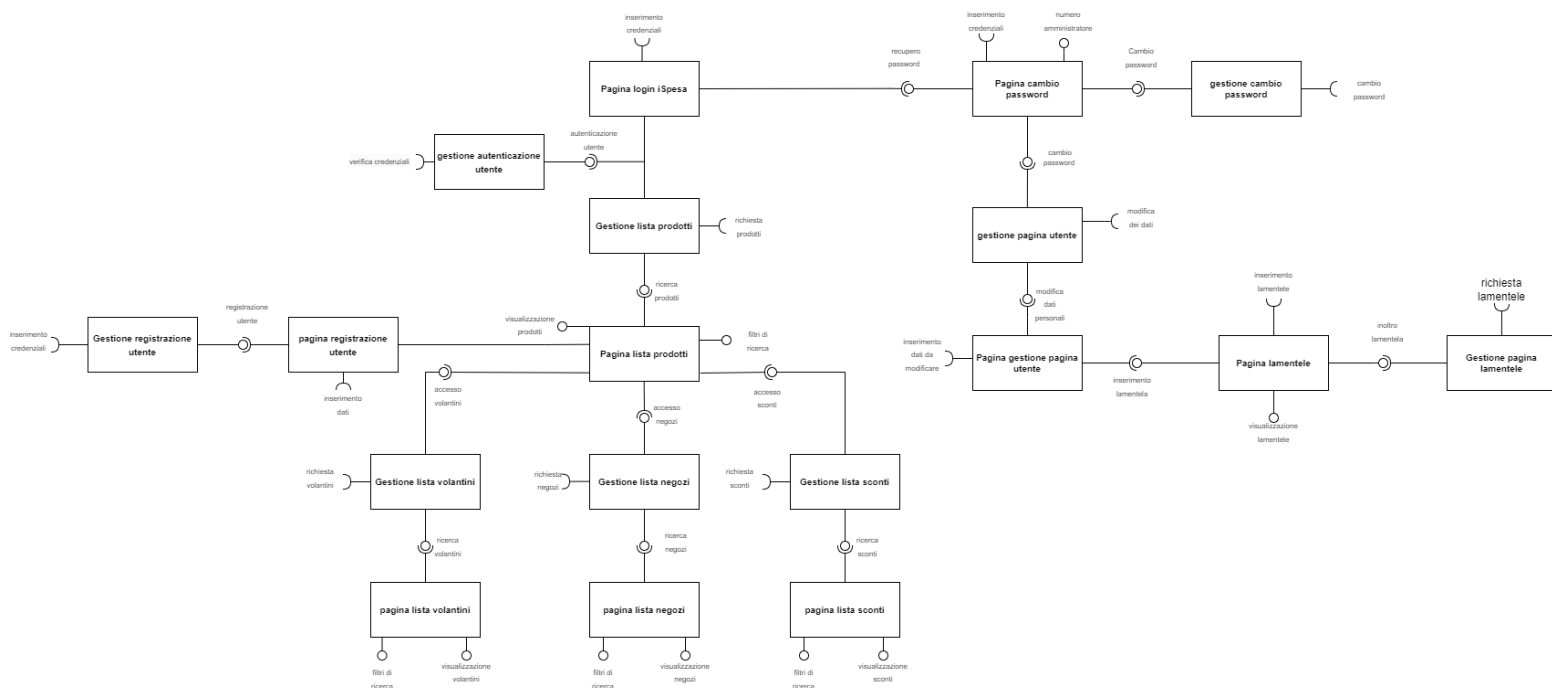 inserimento
credenziali
inserimento
credenziali
numero
amministratore
recupero
password
Cambio
password
Pagina login iSpesa
Pagina cambio
password
gestione cambio
password
cambio
password
autenticazione
utente
verifica credenziali
gestione autenticazione
utente
cambio
password
Gestione lista prodotti
richiesta
prodotti
gestione pagina utente
modifica
dei dati
ricerca
prodotti
modifica
dati
personali
inserimento
lamentele
richiesta
lamentele
registrazione
utente
visualizzazione
prodotti
filtri di
ricerca
inserimento
credenziali
Gestione registrazione
utente
pagina registrazione
utente
Pagina lista prodotti
inserimento
dati da
modificare
Pagina gestione pagina
utente
Pagina lamentele
inoltro
lamentela
Gestione pagina
lamentele
inserimento
dati
accesso
volantini
accesso
negozi
accesso
sconti
inserimento
lamentela
visualizzazione
lamentele
richiesta
volantini
Gestione lista volantini
richiesta
negozi
Gestione lista negozi
richiesta
sconti
Gestione lista sconti
ricerca
volantini
ricerca
negozi
ricerca
sconti
pagina lista volantini
pagina lista negozi
pagina lista sconti
filtri di
ricerca
visualizzazione
volantini
filtri di
ricerca
visualizzazione
negozi
filtri di
ricerca
visualizzazione
sconti